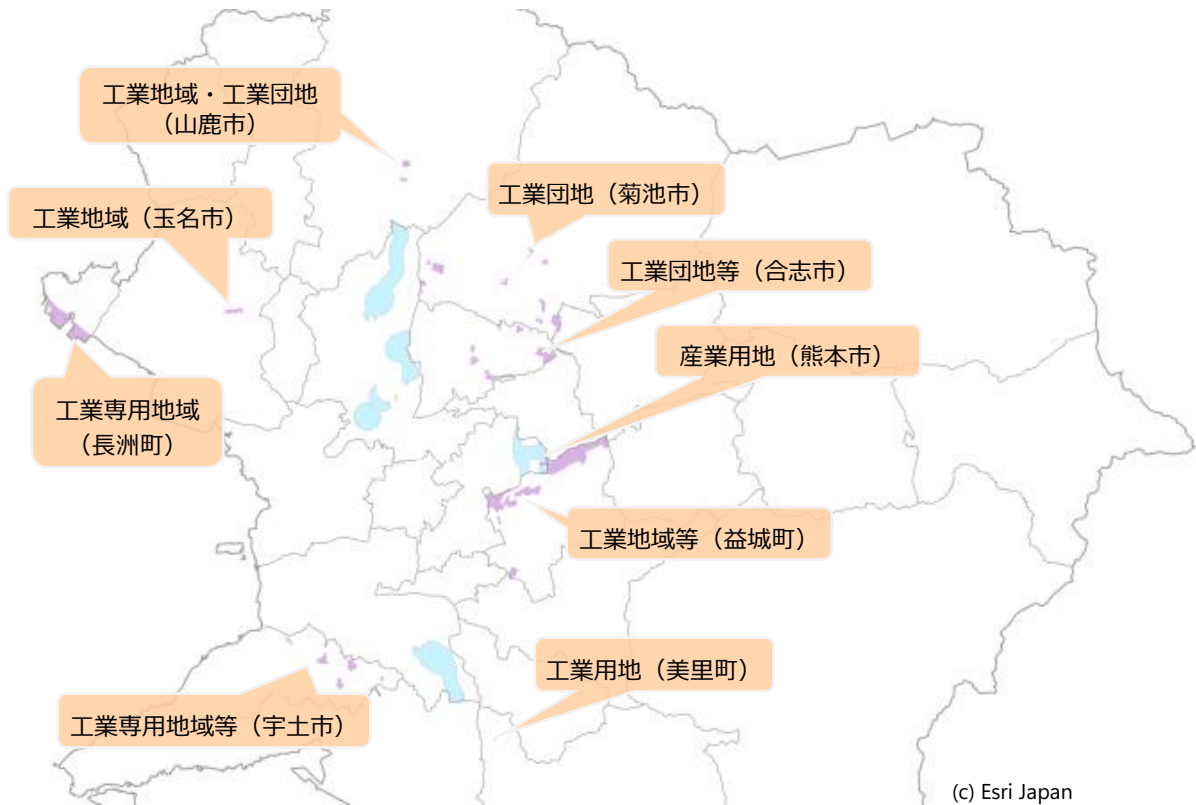 工業地域・工業団地
（山鹿市）
工業団地（菊池市）
工業地域（玉名市）
工業団地等（合志市）
産業用地（熊本市）
工業専用地域
（長洲町）
工業地域等（益城町）
工業用地（美里町）
工業専用地域等（宇土市）
(c) Esri Japan